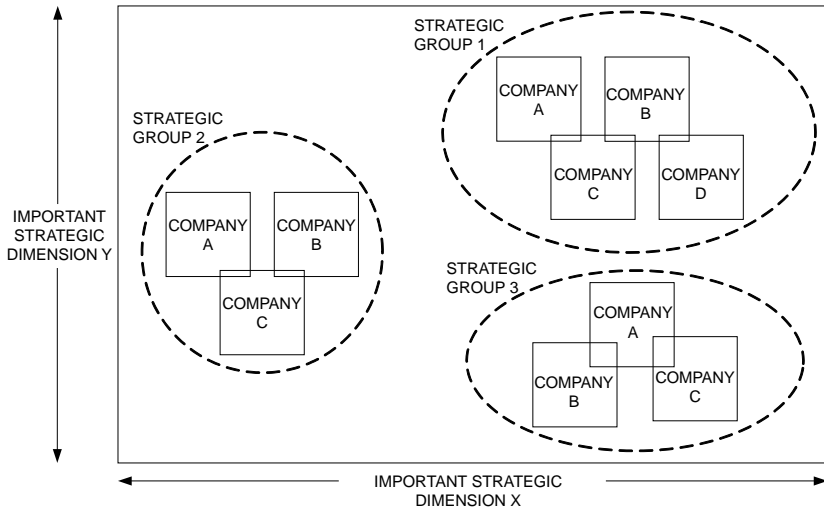 STRATEGIC
GROUP 1
COMPANY
A
COMPANY
B
COMPANY
C
COMPANY
D
STRATEGIC
GROUP 2
COMPANY
A
COMPANY
B
COMPANY
C
IMPORTANT
STRATEGIC
DIMENSION Y
STRATEGIC
GROUP 3
COMPANY
A
COMPANY
B
COMPANY
C
IMPORTANT STRATEGIC
DIMENSION X